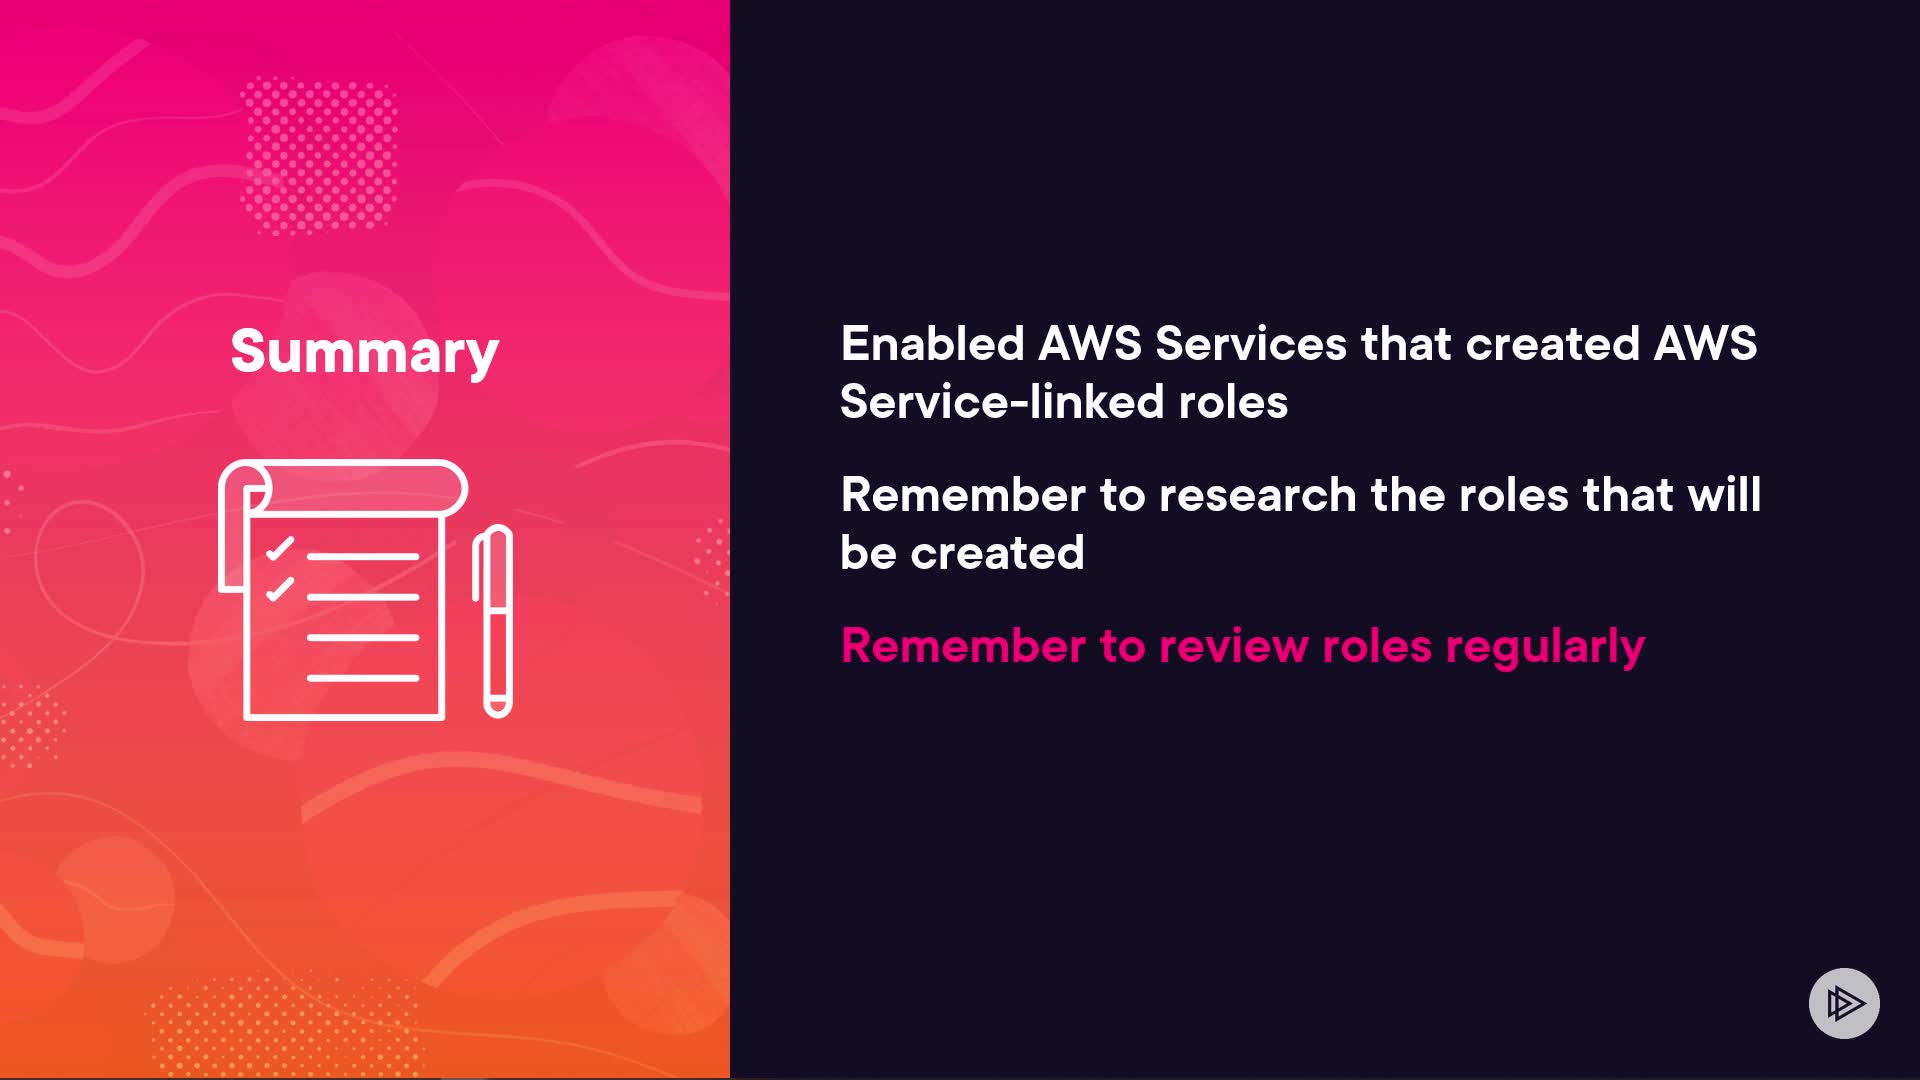 Summary
Enabled AWS Services that created AWS
Service-linked roles
Remember to research the roles that will
be created
Remember to review roles regularly